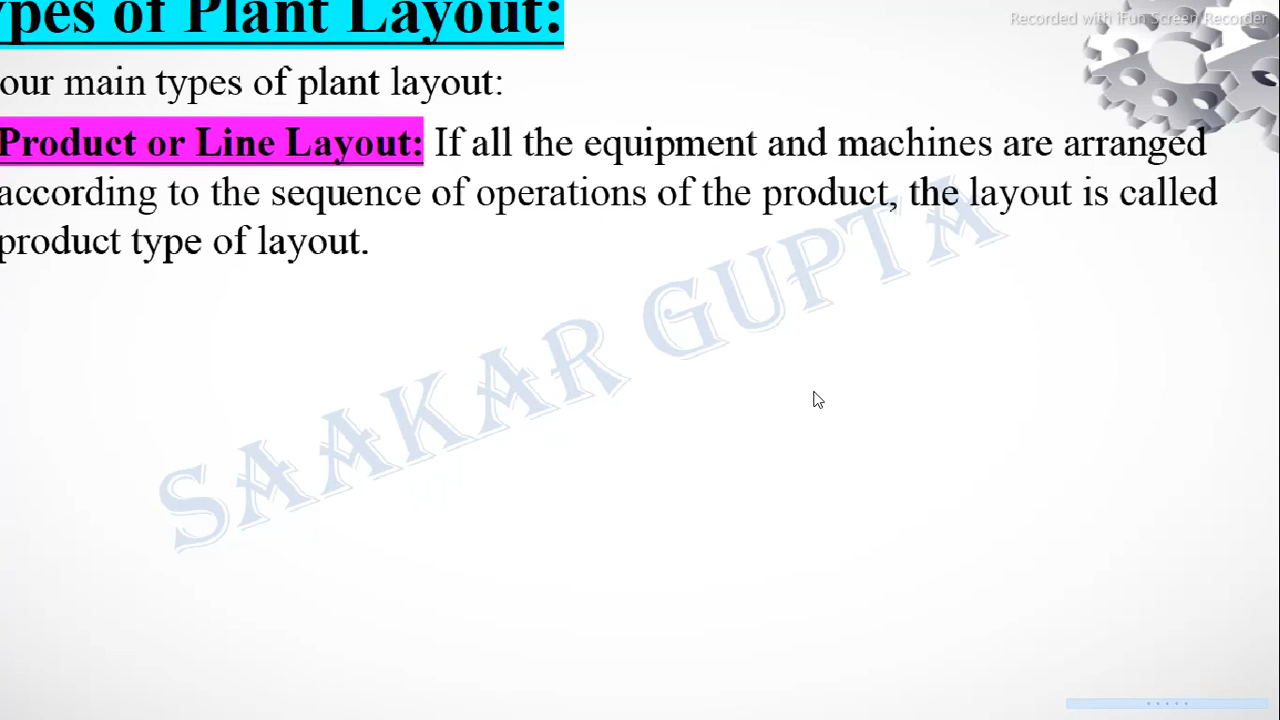 ypes of Plant Layout:
our main types of plant layout:
Product or Line Layout: If all the equipment and machines are arranged
according to the sequence of operations of the product, the layout is called
product type of layout.
SAAKAR GUPTA
Recorded with iFun Screen Recorder